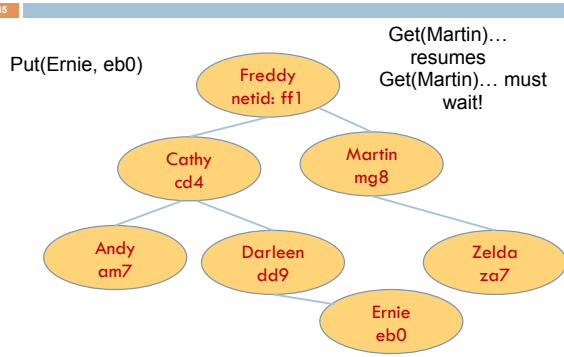 35
Put(Ernie, eb0)
Get(Martin)…
resumes
Get(Martin)… must
wait!
Freddy
netid: ff1
Cathy
cd4
Martin
mg8
Andy
am7
Darleen
dd9
Zelda
za7
Ernie
eb0